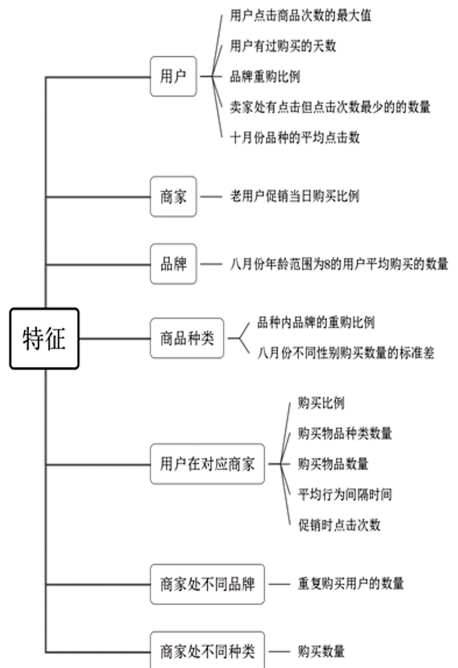 特征
用户
用户点击商品次数的最大值
用户有过购买的天数
品牌重购比例
卖家处有点击但点击次数最少的的数量
十月份品种的平均点击数
商家
老用户促销当日购买比例
品牌
八月份年龄范围为8的用户平均购买的数量
商品种类
品种内品牌的重购比例
八月份不同性别购买数量的标准差
用户在对应商家
购买比例
购买物品种类数量
购买物品数量
平均行为间隔时间
促销时点击次数
商家处不同品牌
重复购买用户的数量
商家处不同种类
购买数量